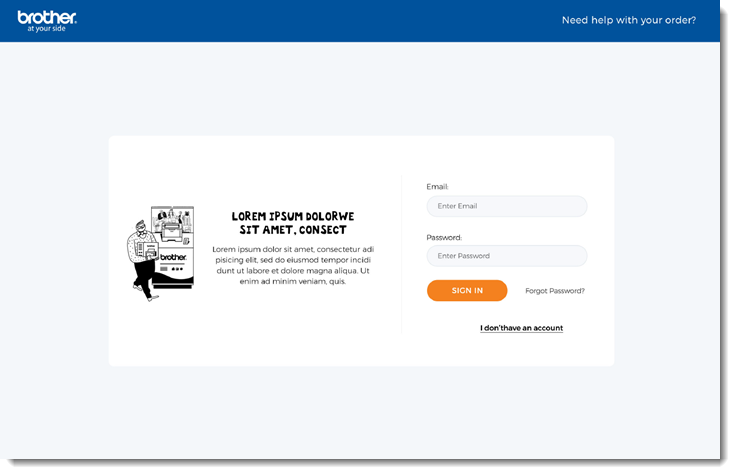 brother
at your side
Need help with your order?
brother
LOREM IPSUM DOLORWE
SIT AMET, CONSECT
Lorem ipsum dolor sit amet, consectetur adi
pisicing elit, sed do eiusmod tempor incidi
dunt ut labore et dolore magna aliqua. Ut
enim ad minim veniam, quis.
Email:
Enter Email
Password:
Enter Password
SIGN IN
Forgot Password?
I don'thave an account